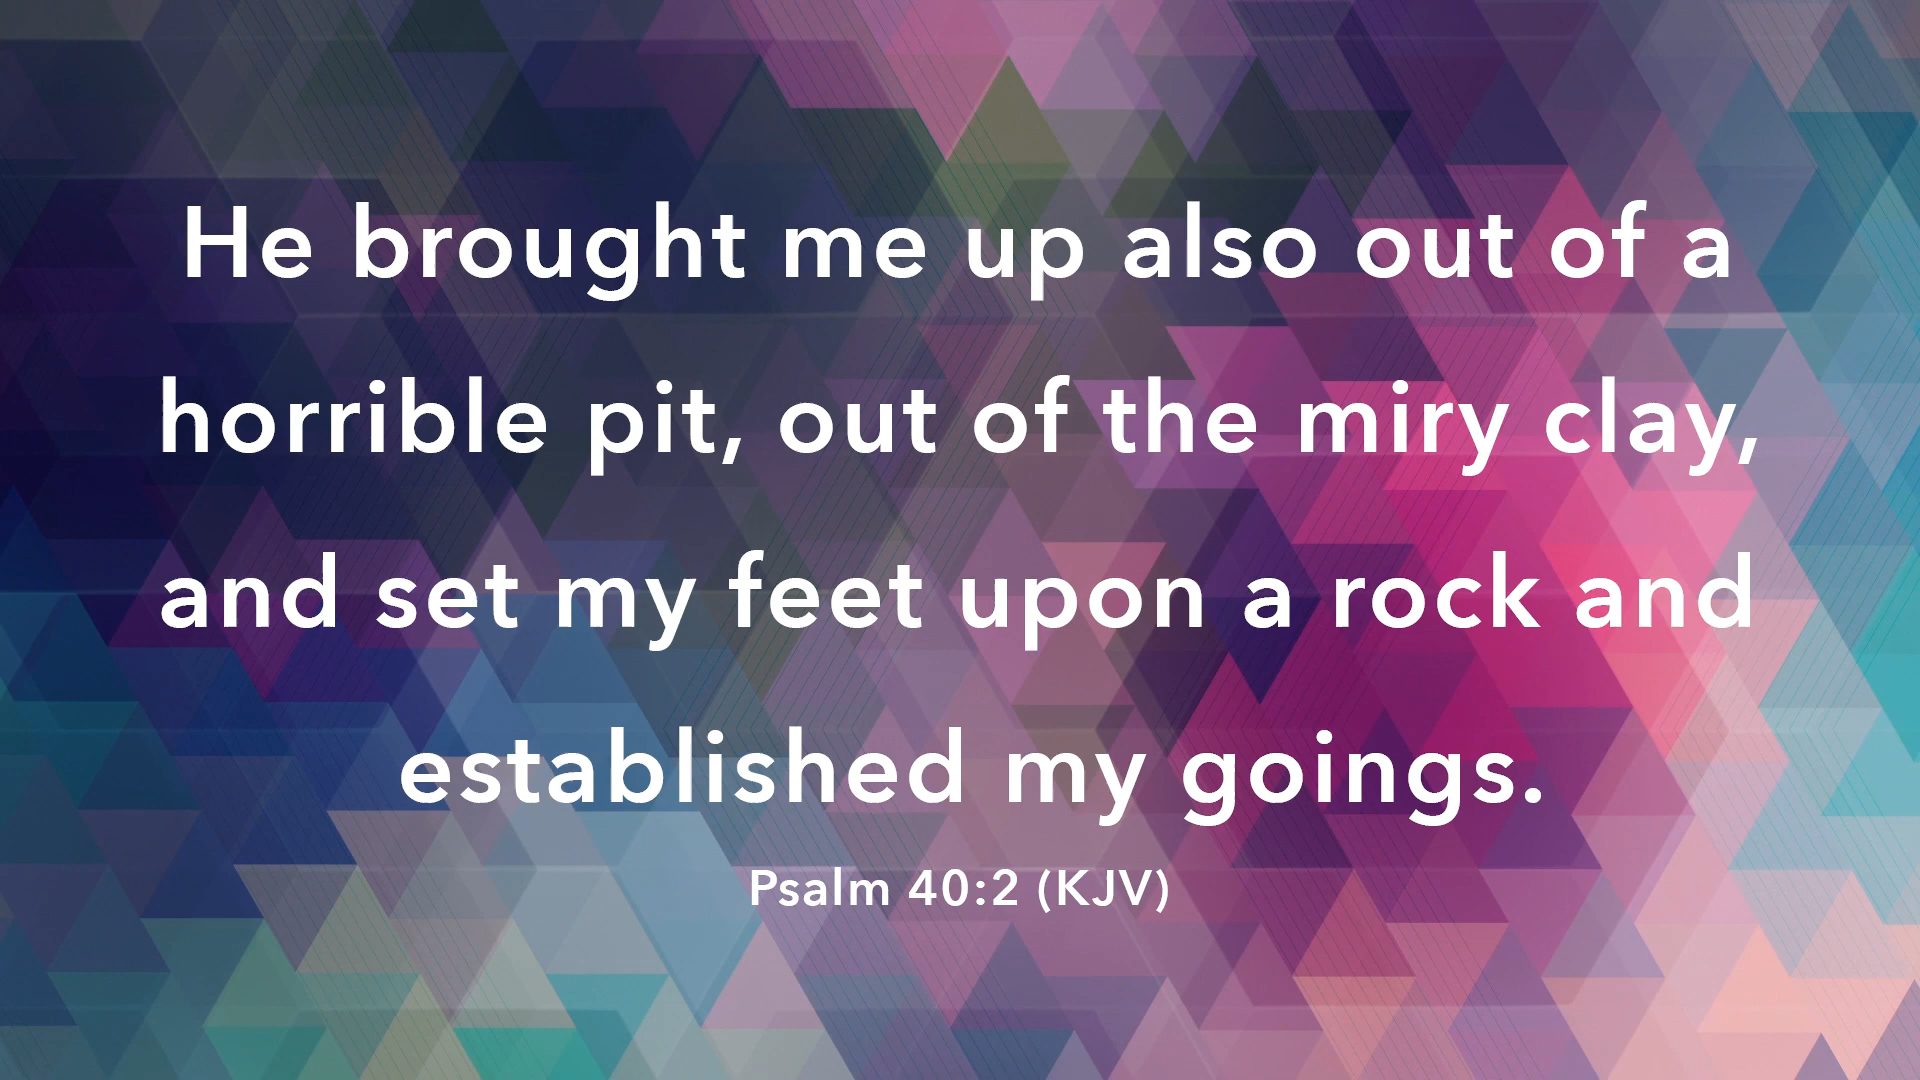 He brought me up also out of a
horrible pit, out of the miry clay,
and set my feet upon a rock and
established my goings.
Psalm 40:2 (KJV)